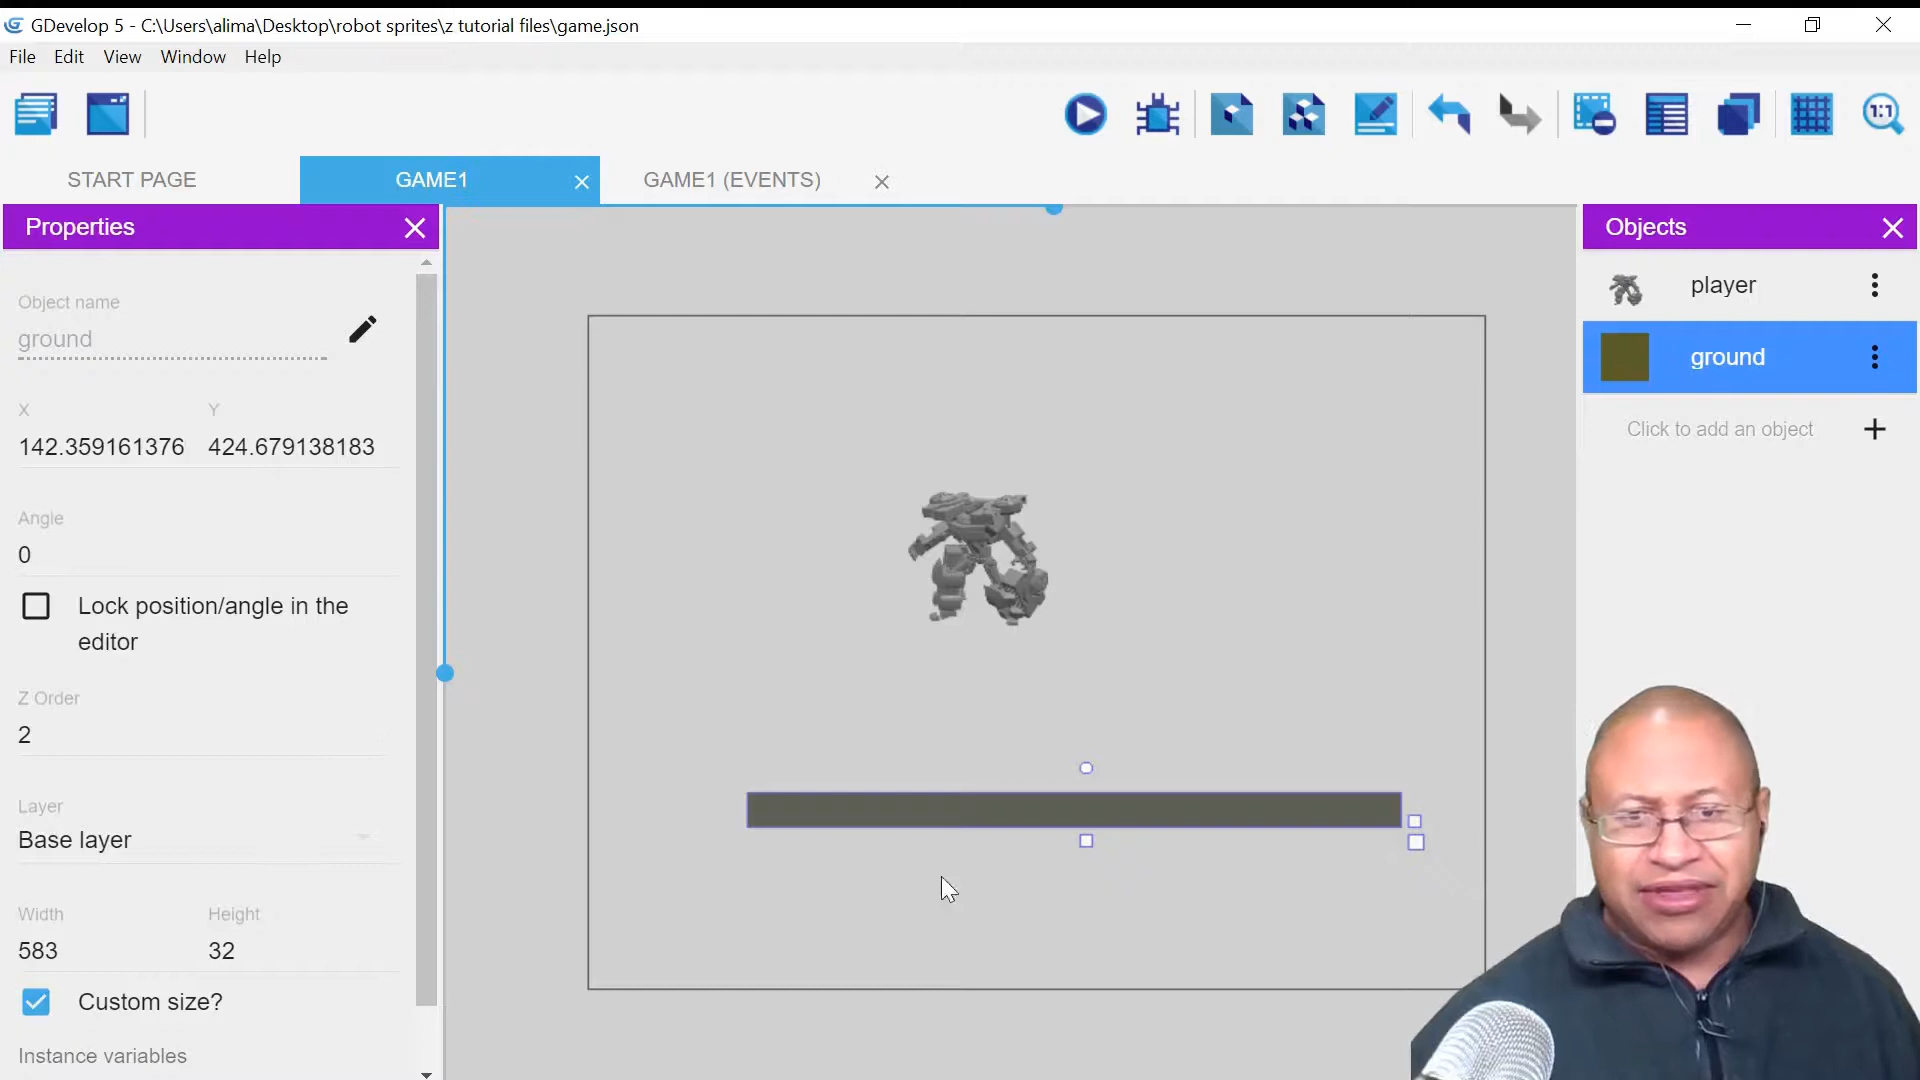 GDevelop 5 - C:\Users\alima\Desktop\robot sprites\z tutorial files\game.json
File Edit View Window Help
1:1
START PAGE GAME1 GAME1 (EVENTS)
Properties
Objects
Object name
ground
player
ground
Click to add an object
X Y
142.359161376 424.679138183
Angle
0
Lock position/angle in the
editor
Z Order
2
Layer
Base layer
Width Height
583 32
Custom size?
Instance variables